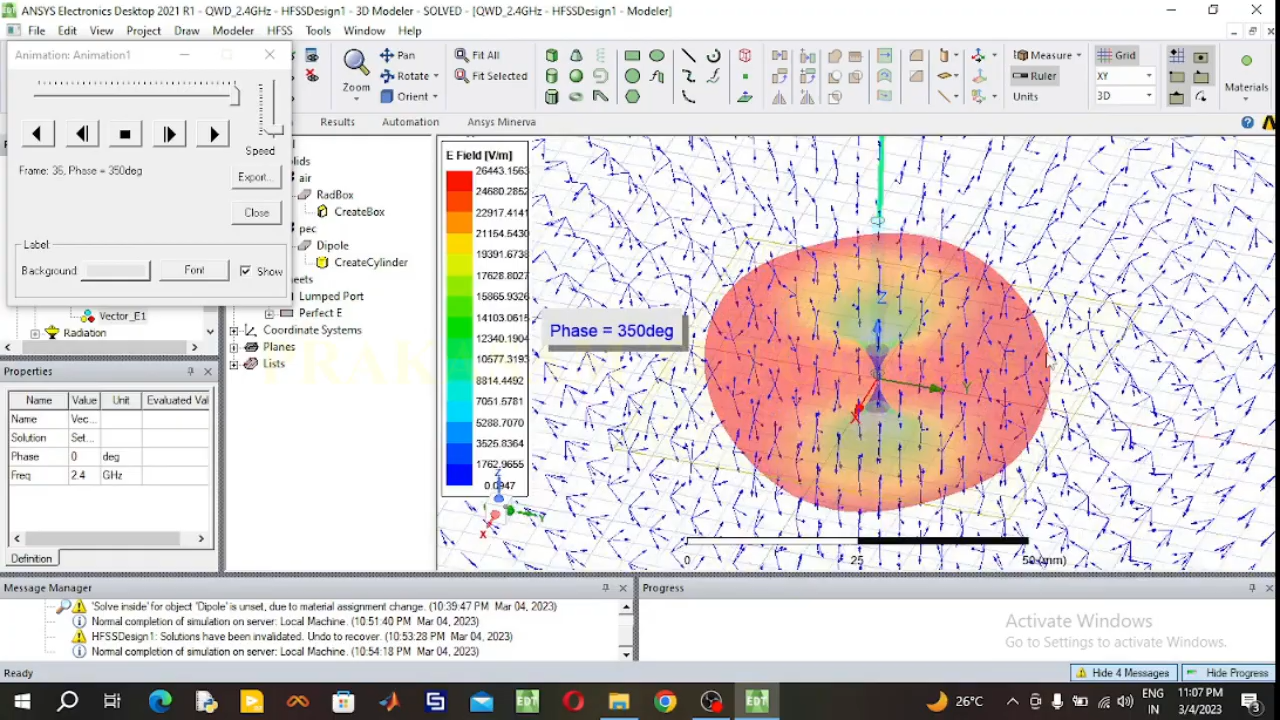 ANSYS Electronics Desktop 2021 R1 - QWD_2.4GHz - HFSSDesign1 - 3D Modeler - SOLVED - [QWD_2.4GHz - HFSSDesign1 - Modeler]
File Edit View Project Draw Modeler HFSS Tools Window Help
Animation: Animation1
Frame: 36, Phase = 350deg
Speed
Export...
Close
Label
Background
Font
Show
Zoom
Pan
Rotate
Orient
Fit All
Fit Selected
Measure
Ruler
Units
Grid
XY
3D
Materials
Results Automation Ansys Minerva
olids
air
RadBox
CreateBox
pec
Dipole
CreateCylinder
heets
Lumped Port
Perfect E
Coordinate Systems
Planes
Lists
Vector_E1
Radiation
Properties
Name Value Unit Evaluated Val
Name Vec...
Solution Set...
Phase 0 deg
Freq 2.4 GHz
Definition
E Field [V/m]
26443.1563
24680.2852
22917.4141
21154.5430
19391.6738
17628.8027
15865.9326
14103.0615
12340.1904
10577.3193
8814.4492
7051.5781
5288.7070
3525.8364
1762.9655
0.0947
Phase = 350deg
Z
Y
X
Z
Y
X
0 25 50 (mm)
Message Manager
'Solve inside' for object 'Dipole' is unset, due to material assignment change. (10:39:47 PM Mar 04, 2023)
Normal completion of simulation on server: Local Machine. (10:51:40 PM Mar 04, 2023)
HFSSDesign1: Solutions have been invalidated. Undo to recover. (10:53:28 PM Mar 04, 2023)
Normal completion of simulation on server: Local Machine. (10:54:18 PM Mar 04, 2023)
Progress
Activate Windows
Go to Settings to activate Windows.
Ready
Hide 4 Messages
Hide Progress
EDT
EDT
26°C
ENG
IN
11:07 PM
3/4/2023
3